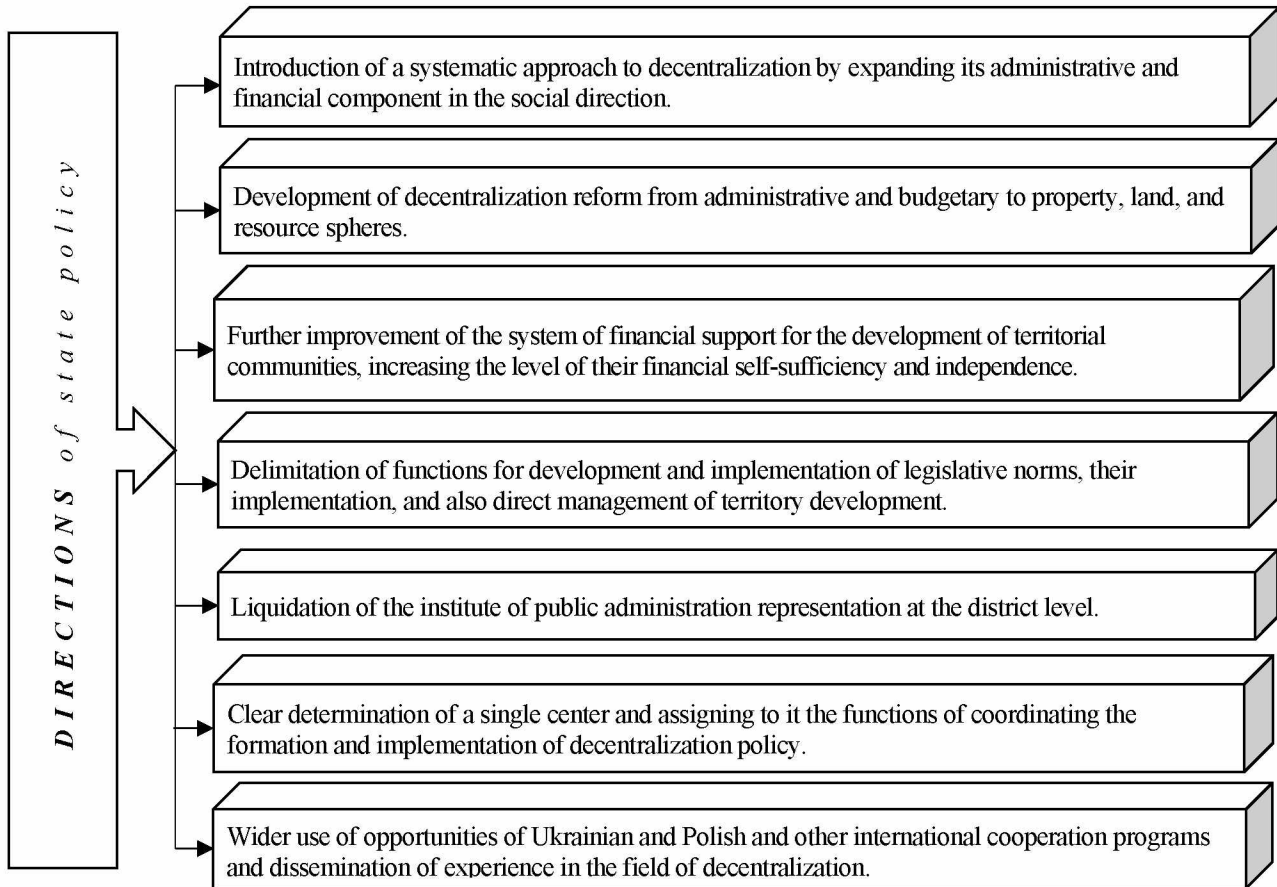 DIRECTIONS of state policy
Introduction of a systematic approach to decentralization by expanding its administrative and
financial component in the social direction.
Development of decentralization reform from administrative and budgetary to property, land, and
resource spheres.
Further improvement of the system of financial support for the development of territorial
communities, increasing the level of their financial self-sufficiency and independence.
Delimitation of functions for development and implementation of legislative norms, their
implementation, and also direct management of territory development.
Liquidation of the institute of public administration representation at the district level.
Clear determination of a single center and assigning to it the functions of coordinating the
formation and implementation of decentralization policy.
Wider use of opportunities of Ukrainian and Polish and other international cooperation programs
and dissemination of experience in the field of decentralization.